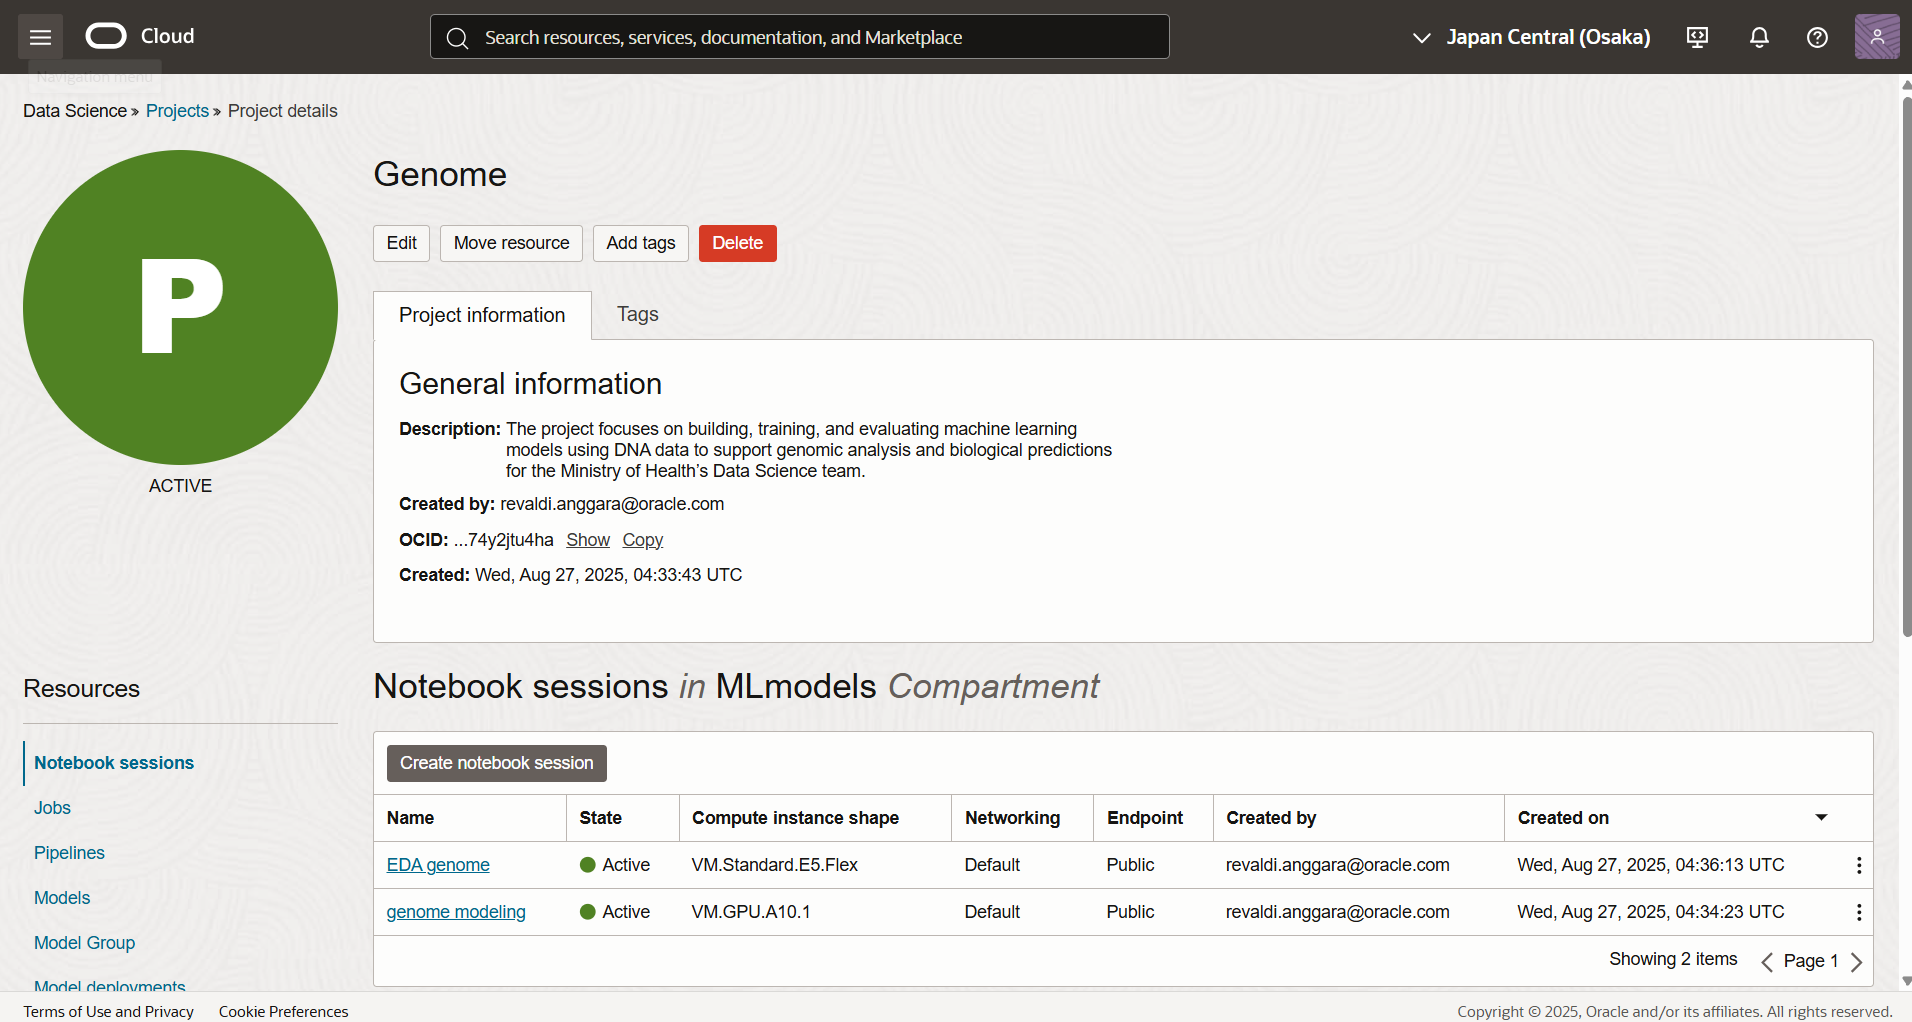 Cloud
Search resources, services, documentation, and Marketplace
Japan Central (Osaka)
Navigation menu
Data Science » Projects » Project details
P
ACTIVE
Genome
Edit Move resource Add tags Delete
Project information Tags
General information
Description: The project focuses on building, training, and evaluating machine learning
models using DNA data to support genomic analysis and biological predictions
for the Ministry of Health’s Data Science team.
Created by: revaldi.anggara@oracle.com
OCID: ...74y2jtu4ha Show Copy
Created: Wed, Aug 27, 2025, 04:33:43 UTC
Resources
Notebook sessions
Jobs
Pipelines
Models
Model Group
Model deployments
Notebook sessions in MLmodels Compartment
Create notebook session
Name State Compute instance shape Networking Endpoint Created by Created on
EDA genome Active VM.Standard.E5.Flex Default Public revaldi.anggara@oracle.com Wed, Aug 27, 2025, 04:36:13 UTC
genome modeling Active VM.GPU.A10.1 Default Public revaldi.anggara@oracle.com Wed, Aug 27, 2025, 04:34:23 UTC
Showing 2 items Page 1
Terms of Use and Privacy Cookie Preferences
Copyright © 2025, Oracle and/or its affiliates. All rights reserved.